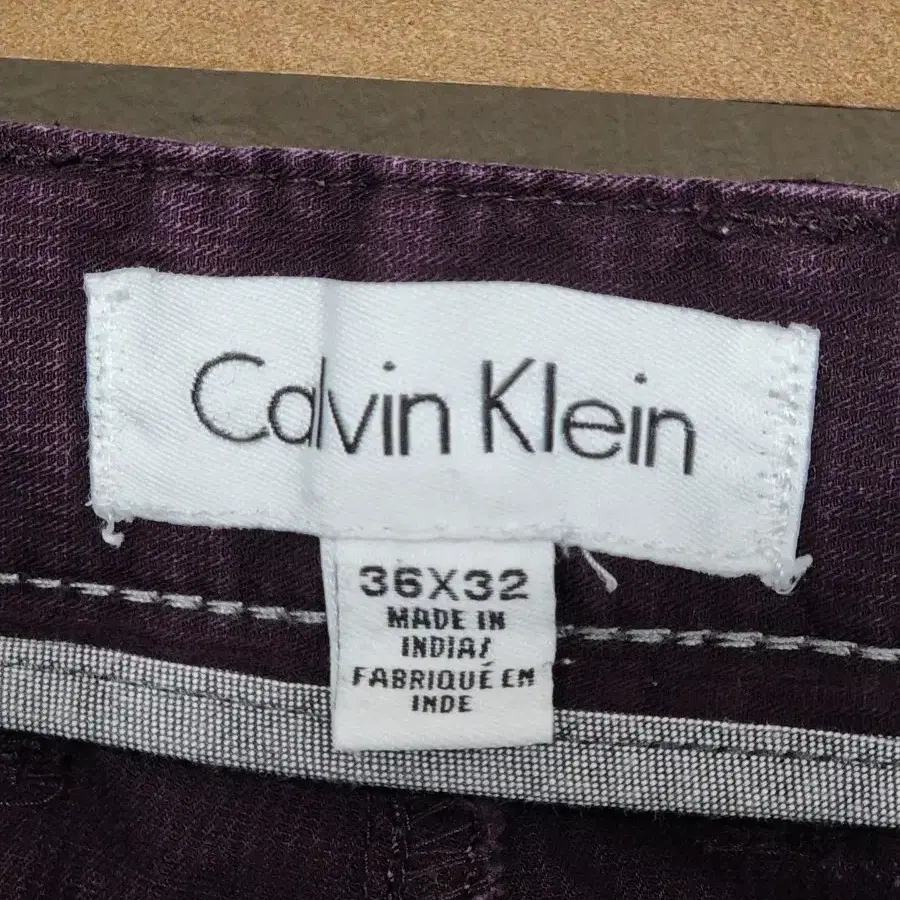 Calvin Klein
36X32
MADE IN
INDIA/
FABRIQUÉ EN
INDE